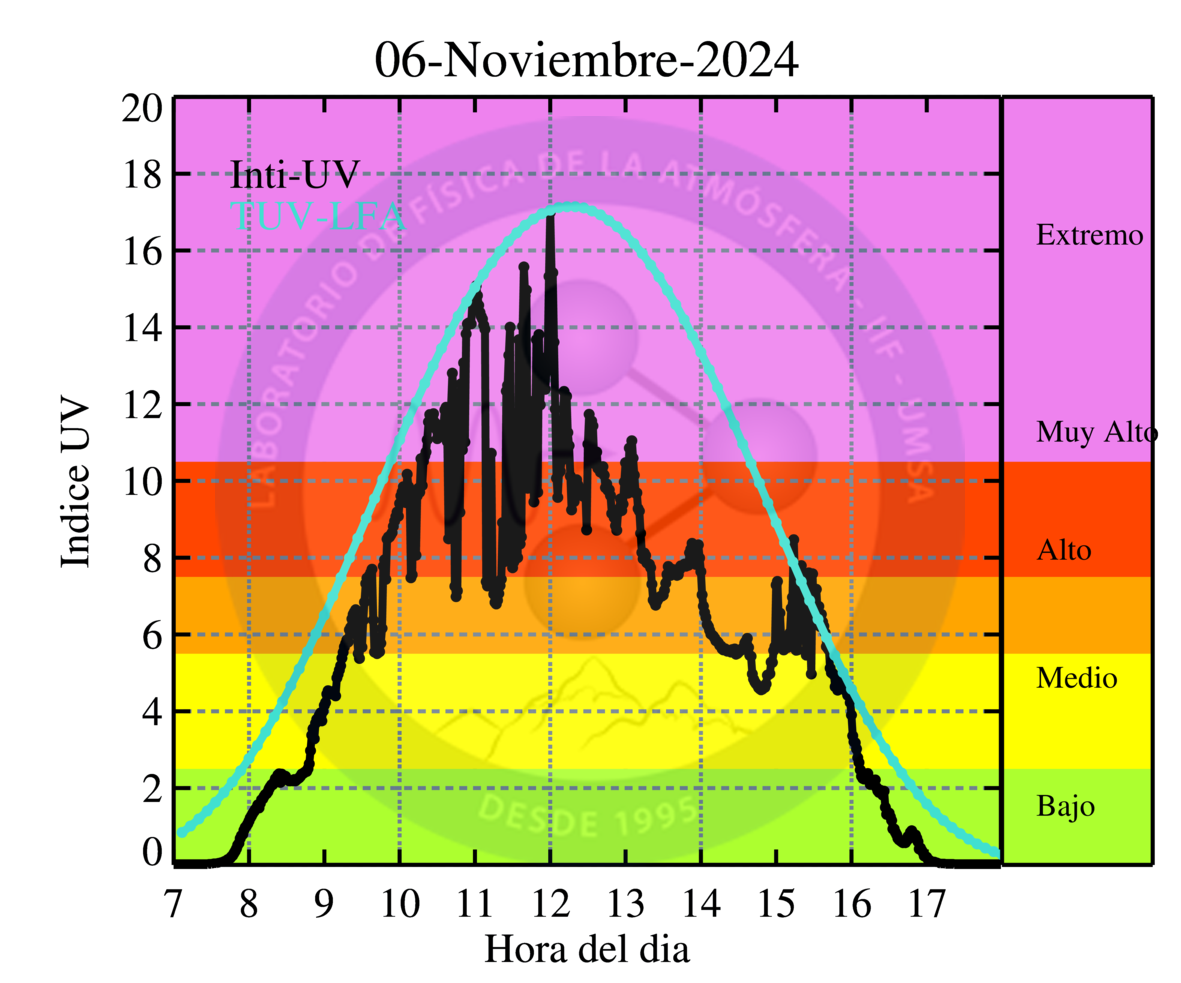 06-Noviembre-2024
20
18
16
14
12
10
8
6
4
2
0
Indice UV
Inti-UV
TUV-LFA
LABORATORIO DE FÍSICA DE LA ATMÓSFERA - IIF - UMSA
DESDE 1995
Extremo
Muy Alto
Alto
Medio
Bajo
7 8 9 10 11 12 13 14 15 16 17
Hora del dia